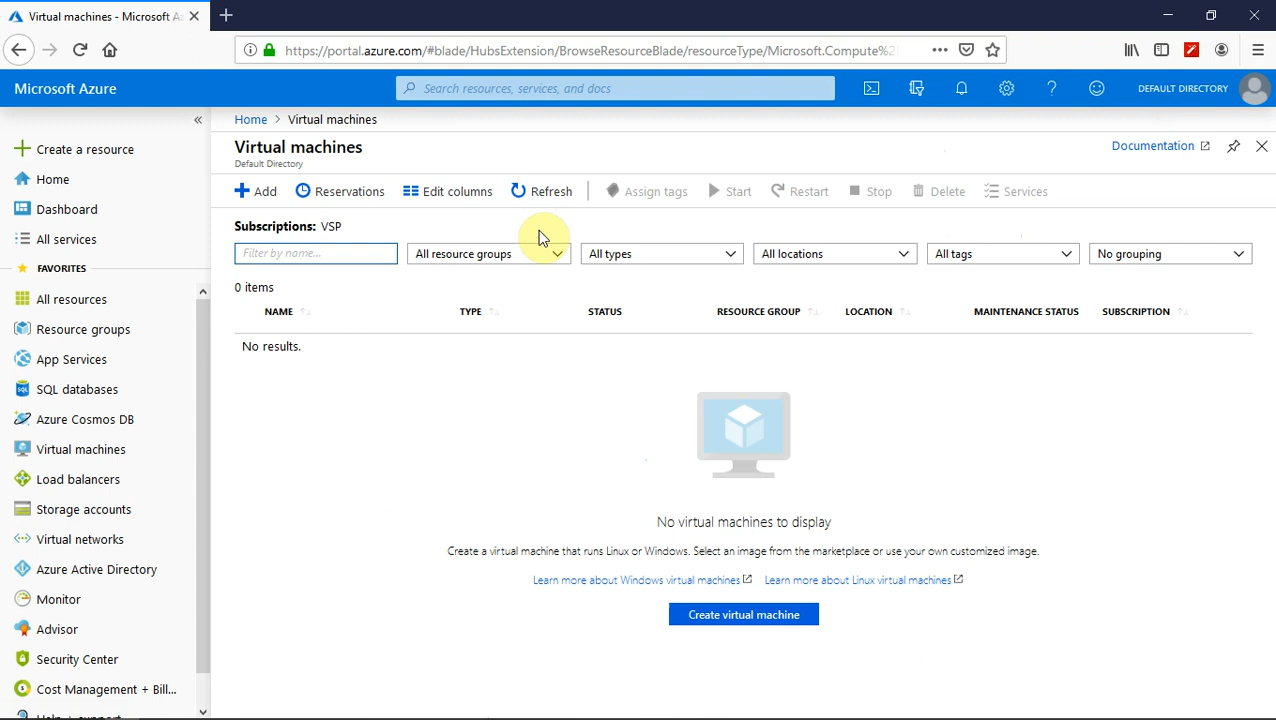 Virtual machines - Microsoft A
https://portal.azure.com/#blade/HubsExtension/BrowseResourceBlade/resourceType/Microsoft.Compute%2
Microsoft Azure
Search resources, services, and docs
DEFAULT DIRECTORY
Create a resource
Home
Dashboard
All services
FAVORITES
All resources
Resource groups
App Services
SQL databases
Azure Cosmos DB
Virtual machines
Load balancers
Storage accounts
Virtual networks
Azure Active Directory
Monitor
Advisor
Security Center
Cost Management + Bill...
Home > Virtual machines
Virtual machines
Default Directory
Documentation
Add Reservations Edit columns Refresh Assign tags Start Restart Stop Delete Services
Subscriptions: VSP
Filter by name... All resource groups All types All locations All tags No grouping
0 items
NAME TYPE STATUS RESOURCE GROUP LOCATION MAINTENANCE STATUS SUBSCRIPTION
No results.
No virtual machines to display
Create a virtual machine that runs Linux or Windows. Select an image from the marketplace or use your own customized image.
Learn more about Windows virtual machines Learn more about Linux virtual machines
Create virtual machine